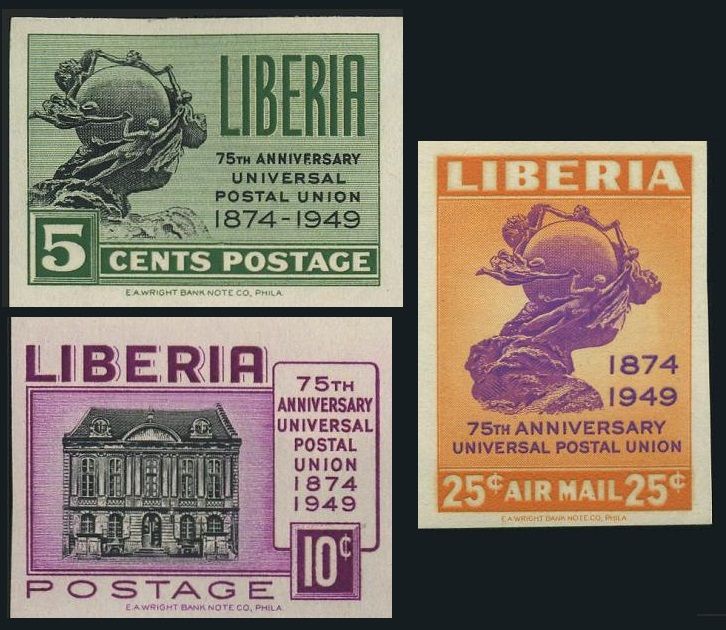 LIBERIA
75TH ANNIVERSARY
UNIVERSAL
POSTAL UNION
1874-1949
5 CENTS POSTAGE
E.A.WRIGHT BANK NOTE CO., PHILA.
LIBERIA
75TH
ANNIVERSARY
UNIVERSAL
POSTAL
UNION
1874
1949
10¢
POSTAGE
E.A.WRIGHT BANK NOTE CO., PHILA.
LIBERIA
1874
1949
75TH ANNIVERSARY
UNIVERSAL POSTAL UNION
25¢ AIR MAIL 25¢
E.A.WRIGHT BANK NOTE CO., PHILA.